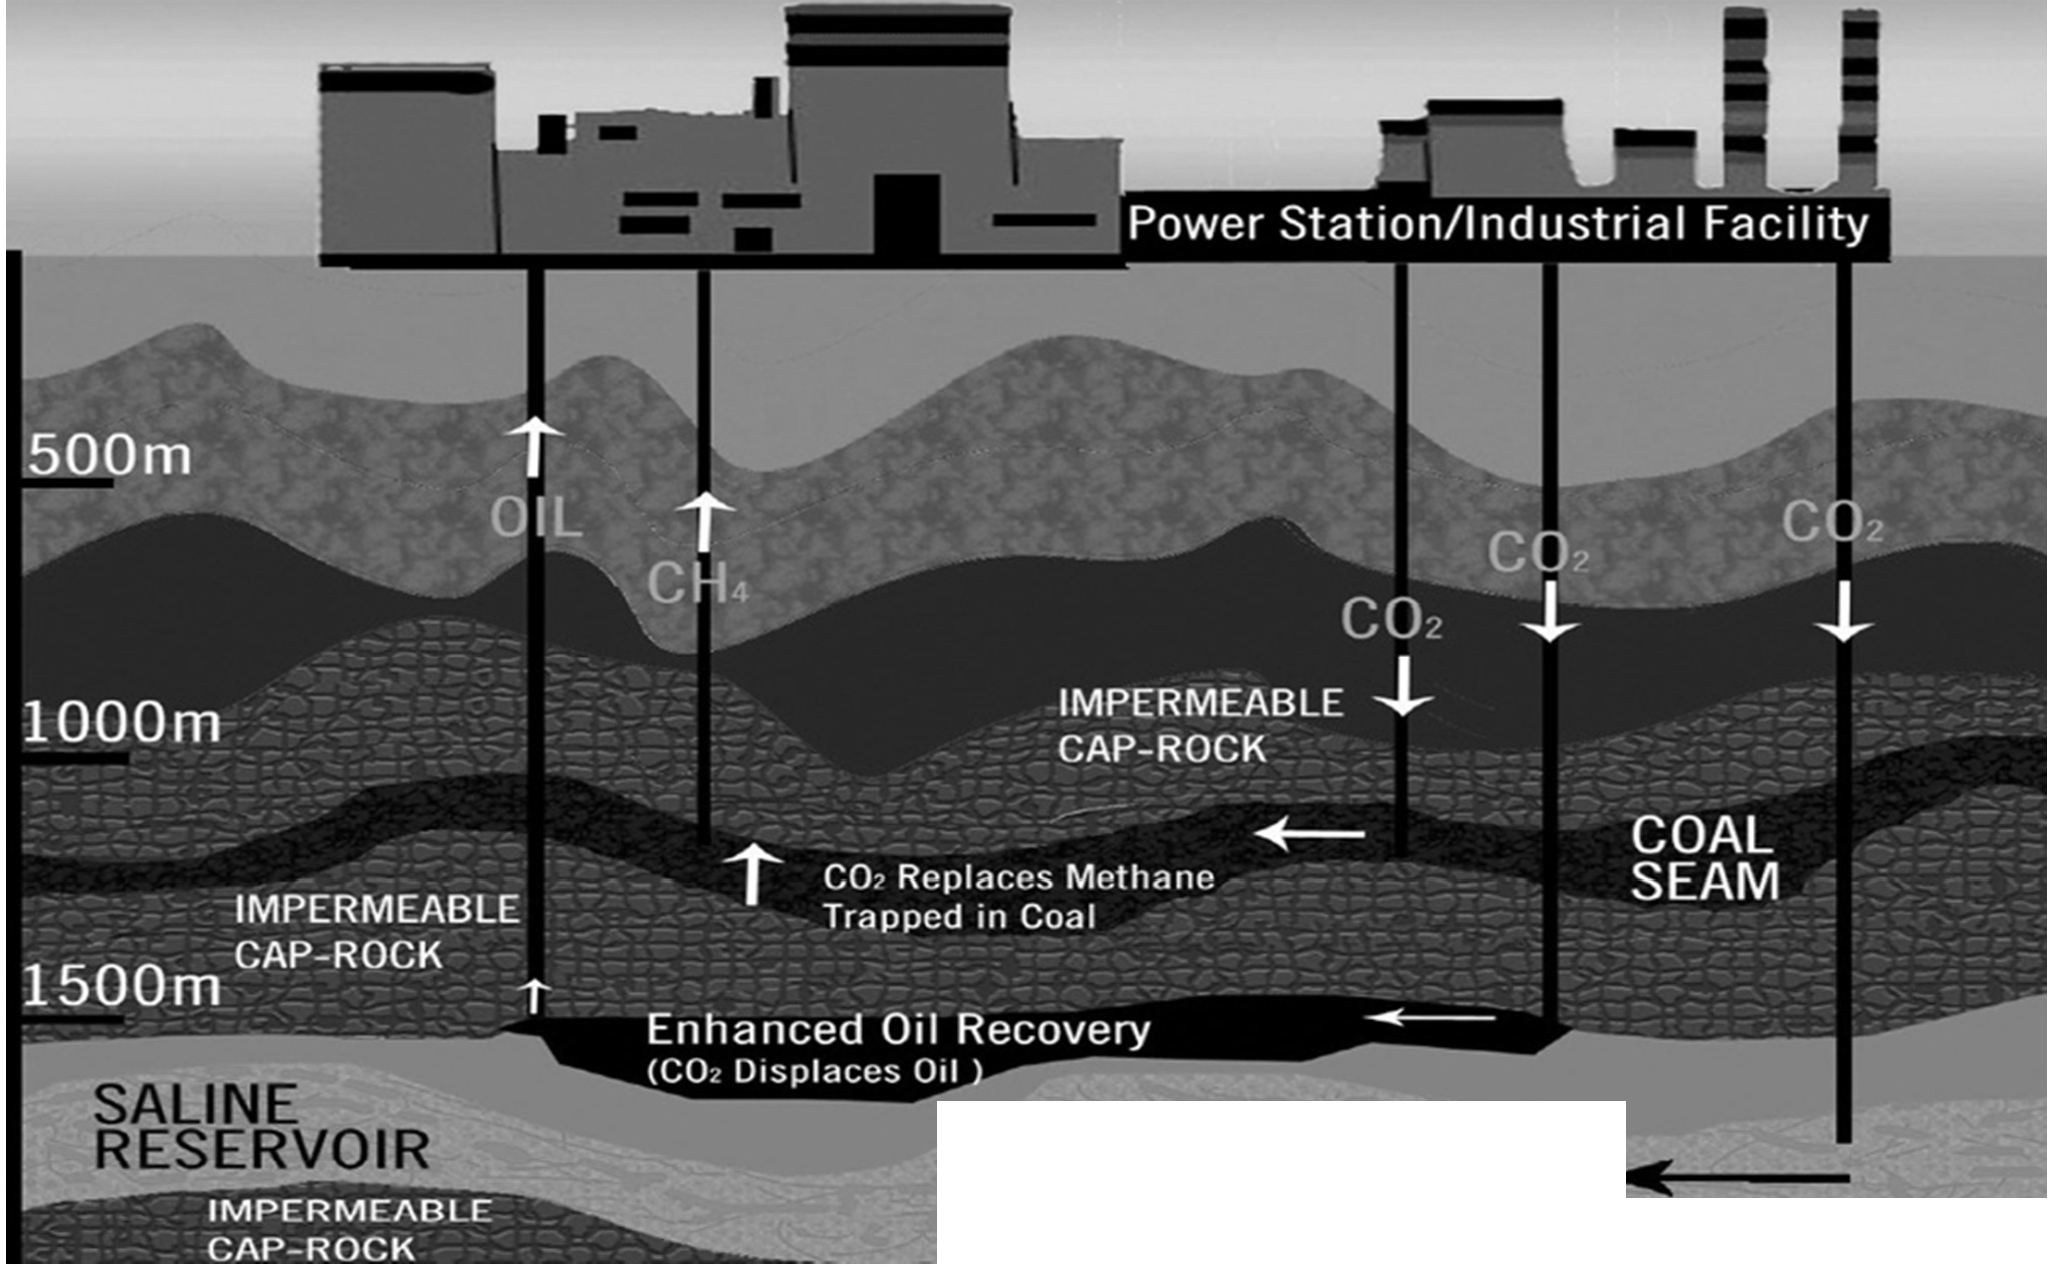 Power Station/Industrial Facility
500m
OIL
CH₄
CO₂
CO₂
CO₂
1000m
IMPERMEABLE
CAP-ROCK
COAL
SEAM
CO₂ Replaces Methane
Trapped in Coal
IMPERMEABLE
CAP-ROCK
1500m
Enhanced Oil Recovery
(CO₂ Displaces Oil )
SALINE
RESERVOIR
IMPERMEABLE
CAP-ROCK